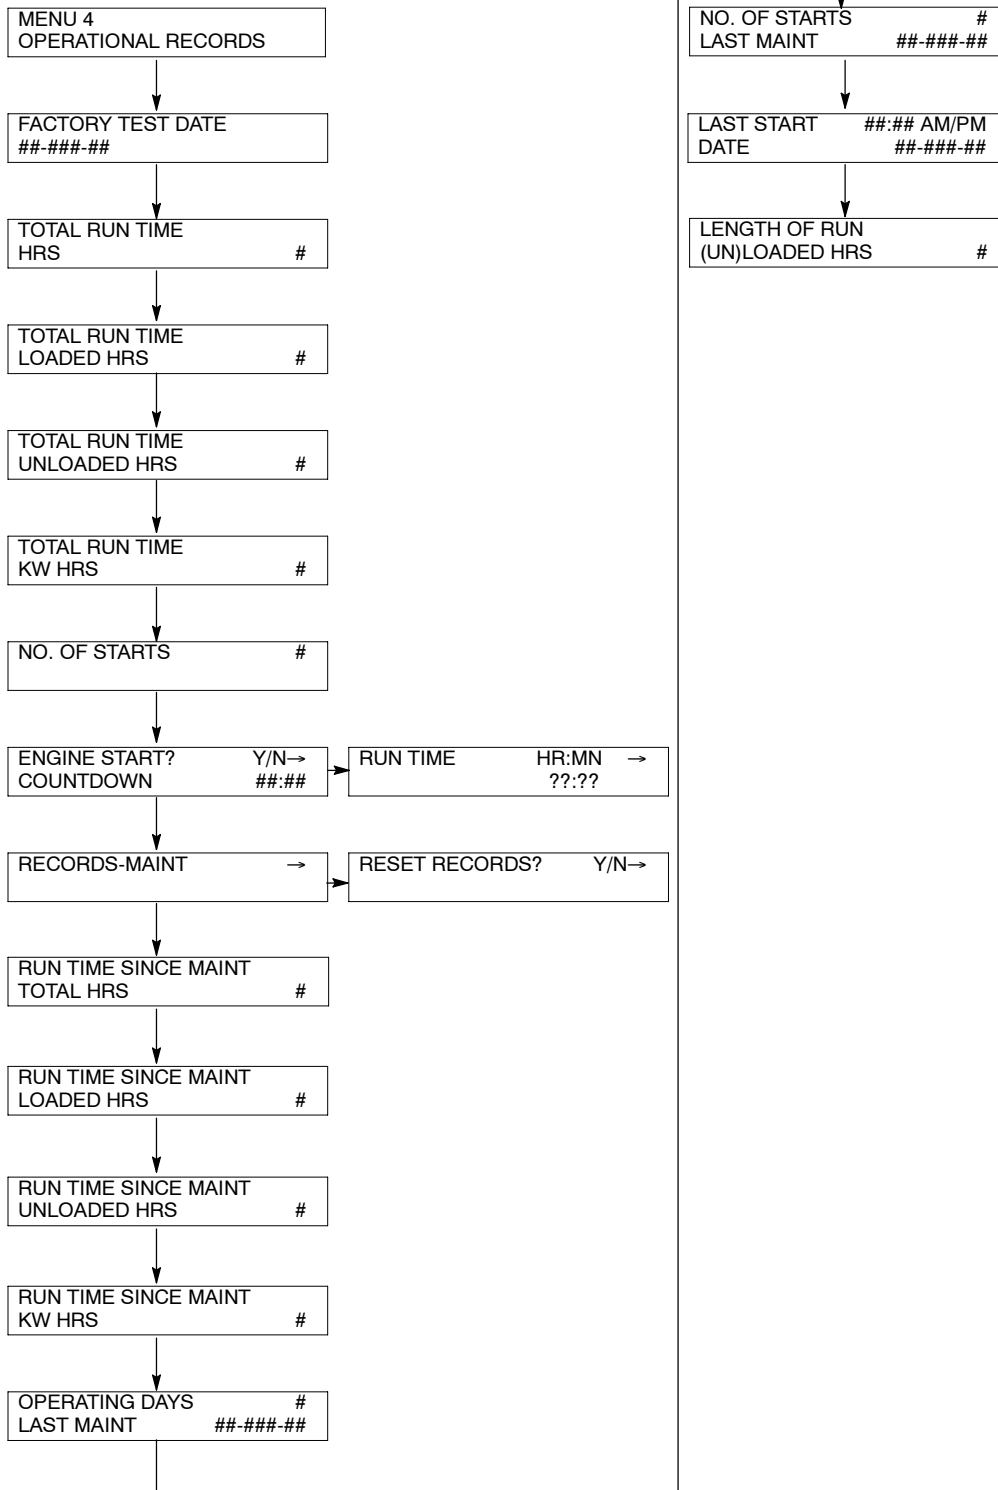 MENU 4
OPERATIONAL RECORDS
FACTORY TEST DATE
##-###-##
TOTAL RUN TIME
HRS #
TOTAL RUN TIME
LOADED HRS #
TOTAL RUN TIME
UNLOADED HRS #
TOTAL RUN TIME
KW HRS #
NO. OF STARTS #
ENGINE START? Y/N→
COUNTDOWN ##:##
RUN TIME HR:MN →
??:??
RECORDS-MAINT →
RESET RECORDS? Y/N→
RUN TIME SINCE MAINT
TOTAL HRS #
RUN TIME SINCE MAINT
LOADED HRS #
RUN TIME SINCE MAINT
UNLOADED HRS #
RUN TIME SINCE MAINT
KW HRS #
OPERATING DAYS #
LAST MAINT ##-###-##
NO. OF STARTS #
LAST MAINT ##-###-##
LAST START ##:## AM/PM
DATE ##-###-##
LENGTH OF RUN
(UN)LOADED HRS #